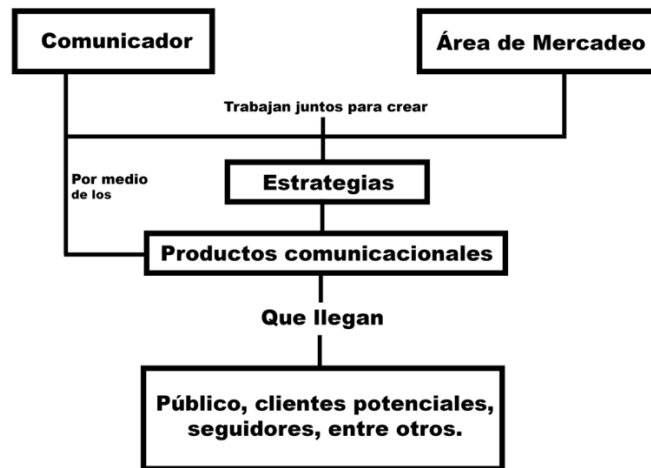 Comunicador
Área de Mercadeo
Trabajan juntos para crear
Por medio
de los
Estrategias
Productos comunicacionales
Que llegan
Público, clientes potenciales,
seguidores, entre otros.